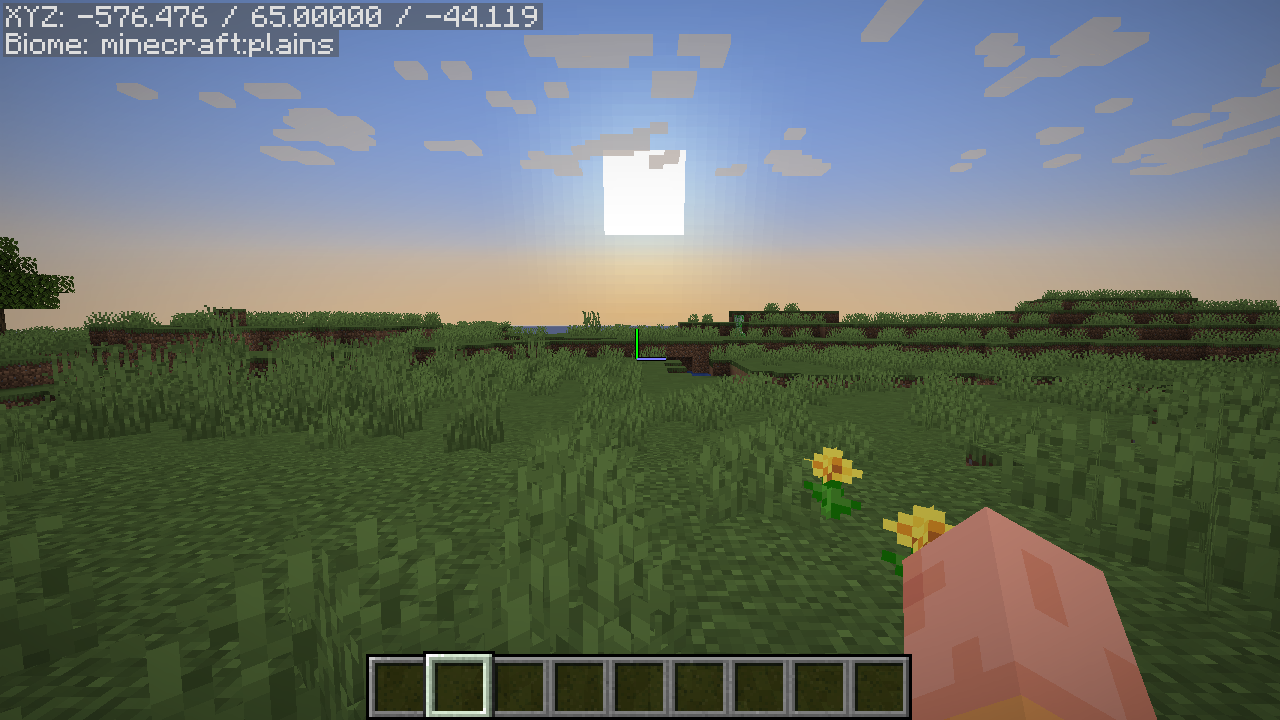 XYZ: -576.476 / 65.00000 / -44.119
Biome: minecraft:plains